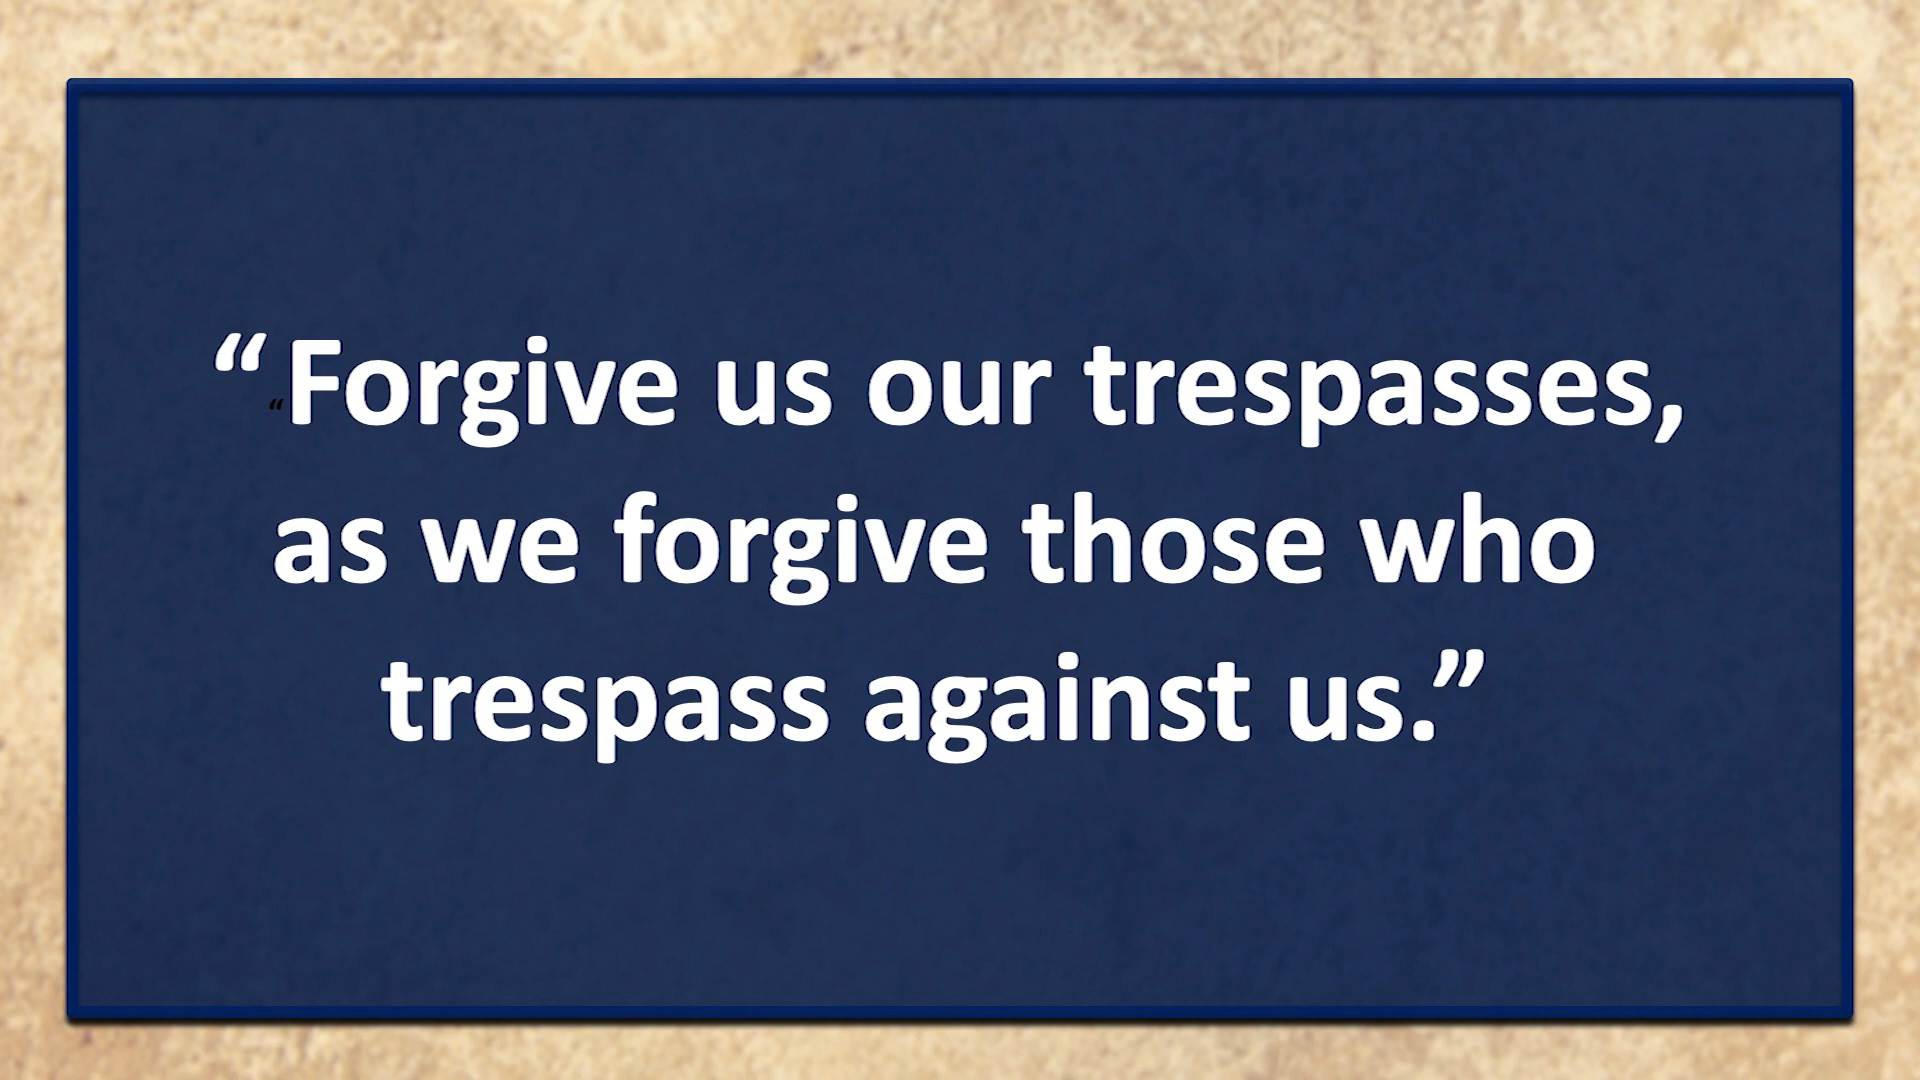 ““Forgive us our trespasses,
as we forgive those who
trespass against us.”